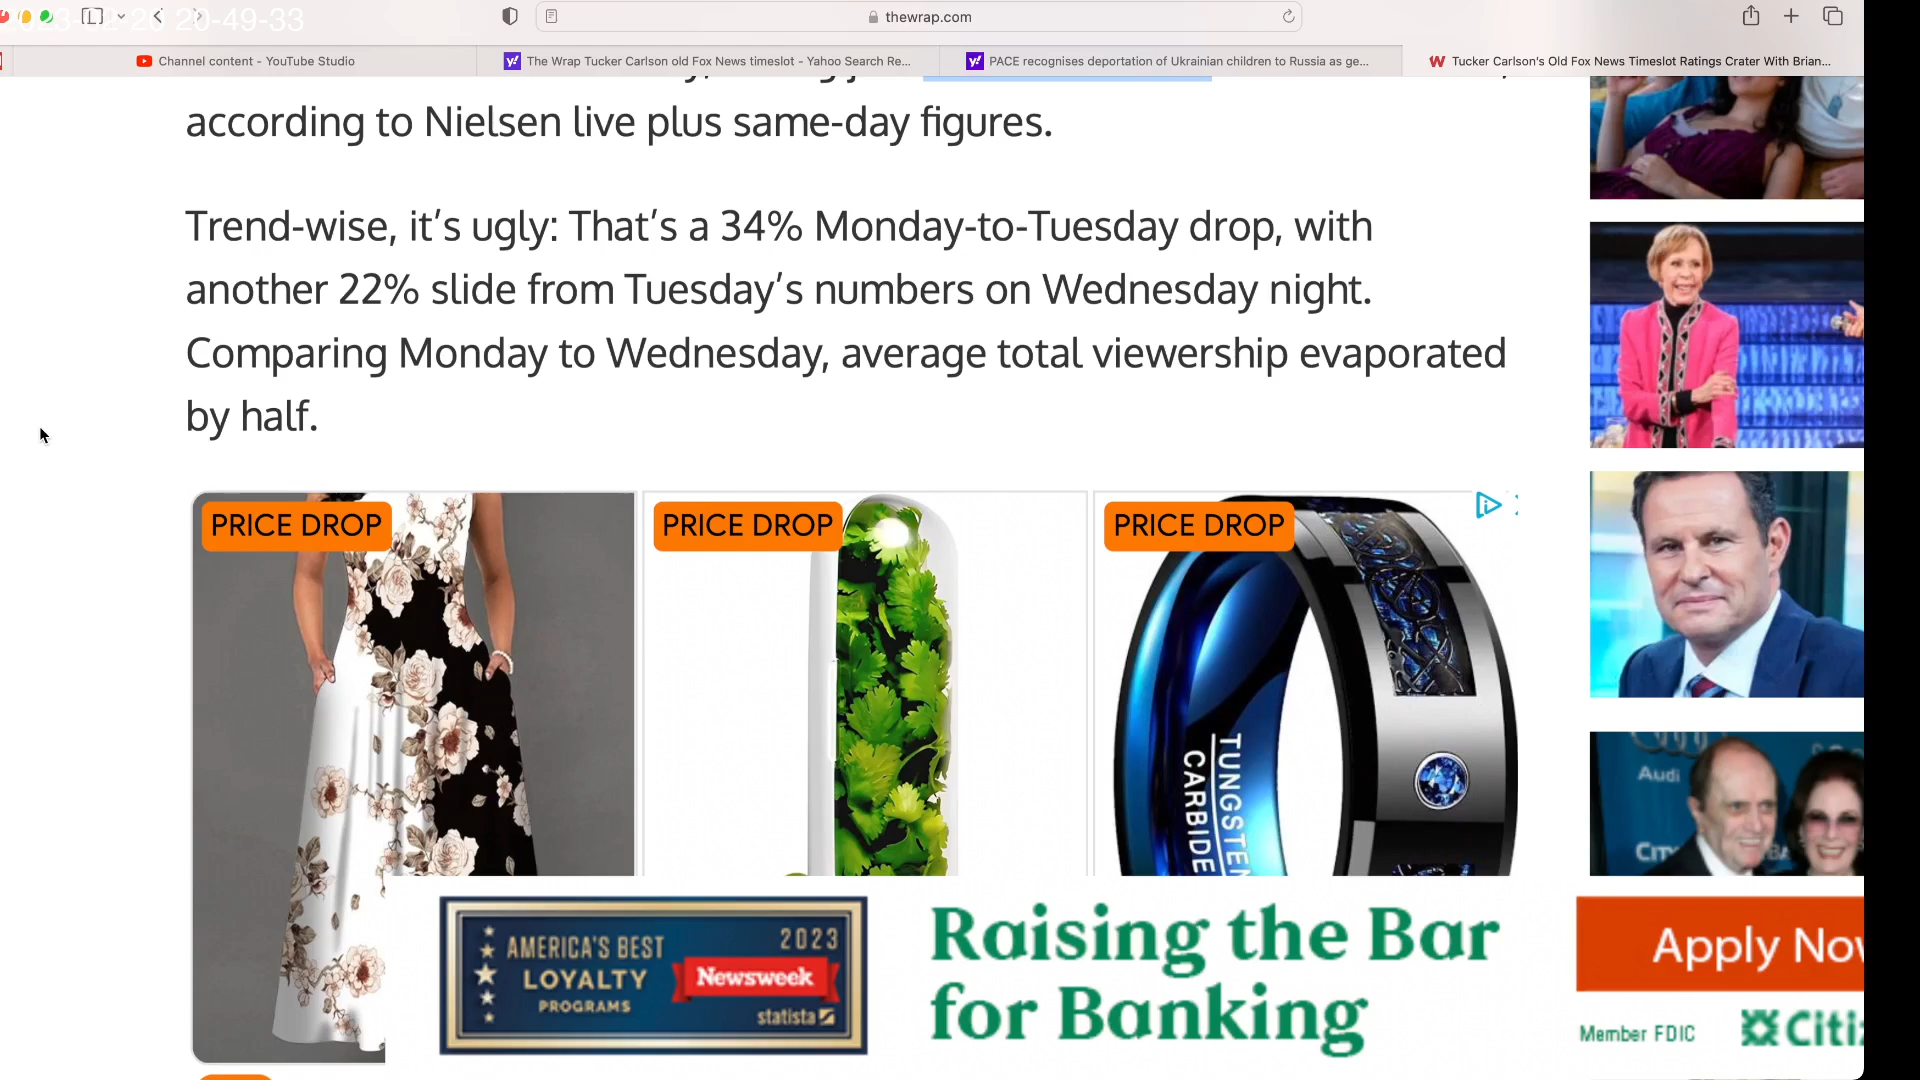 20-49-33
thewrap.com
Channel content - YouTube Studio
The Wrap Tucker Carlson old Fox News timeslot - Yahoo Search Re...
PACE recognises deportation of Ukrainian children to Russia as ge...
Tucker Carlson's Old Fox News Timeslot Ratings Crater With Brian...
according to Nielsen live plus same-day figures.
Trend-wise, it's ugly: That's a 34% Monday-to-Tuesday drop, with
another 22% slide from Tuesday's numbers on Wednesday night.
Comparing Monday to Wednesday, average total viewership evaporated
by half.
PRICE DROP
PRICE DROP
PRICE DROP
TUNGSTEN
CARBIDE
Audi
AMERICA'S BEST
LOYALTY
PROGRAMS
2023
Newsweek
statista
Raising the Bar
for Banking
Apply Now
Member FDIC
Citi